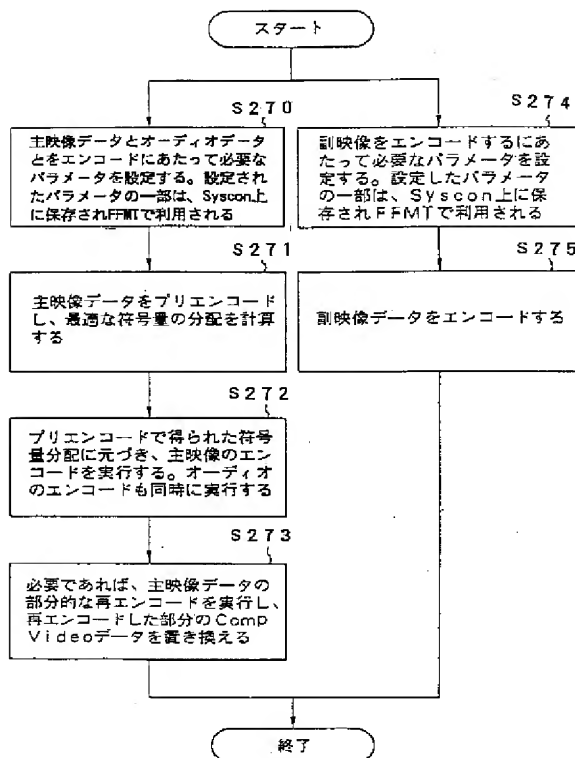 スタート
S270
主映像データとオーディオデータ
とをエンコードにあたって必要な
パラメータを設定する。設定され
たパラメータの一部は、Syscon上
に保存されFFMTで利用される
S271
主映像データをプリエンコード
し、最適な符号量の分配を計算
する
S272
プリエンコードで得られた符号
量分配に元づき、主映像のエン
コードを実行する。オーディオ
のエンコードも同時に実行する
S273
必要であれば、主映像データの
部分的な再エンコードを実行し、
再エンコードした部分のComp
Videoデータを置き換える
S274
副映像をエンコードするにあ
たって必要なパラメータを設
定する。設定したパラメータ
の一部は、Syscon上に保
存されFFMTで利用される
S275
副映像データをエンコードする
終了